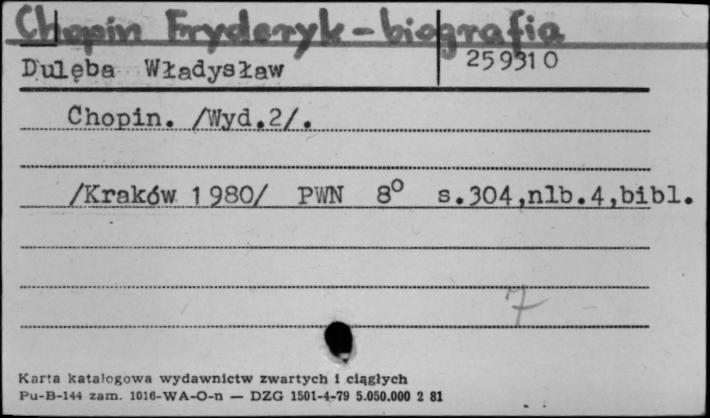 Chopin Fryderyk - biografia
Dulęba Władysław 259310
Chopin. /Wyd.2/.
/Kraków 1980/ PWN 8° s.304,nlb.4,bibl.
7
Karta katalogowa wydawnictw zwartych i ciągłych
Pu-B-144 zam. 1016-WA-O-n — DZG 1501-4-79 5.050.000 2 81